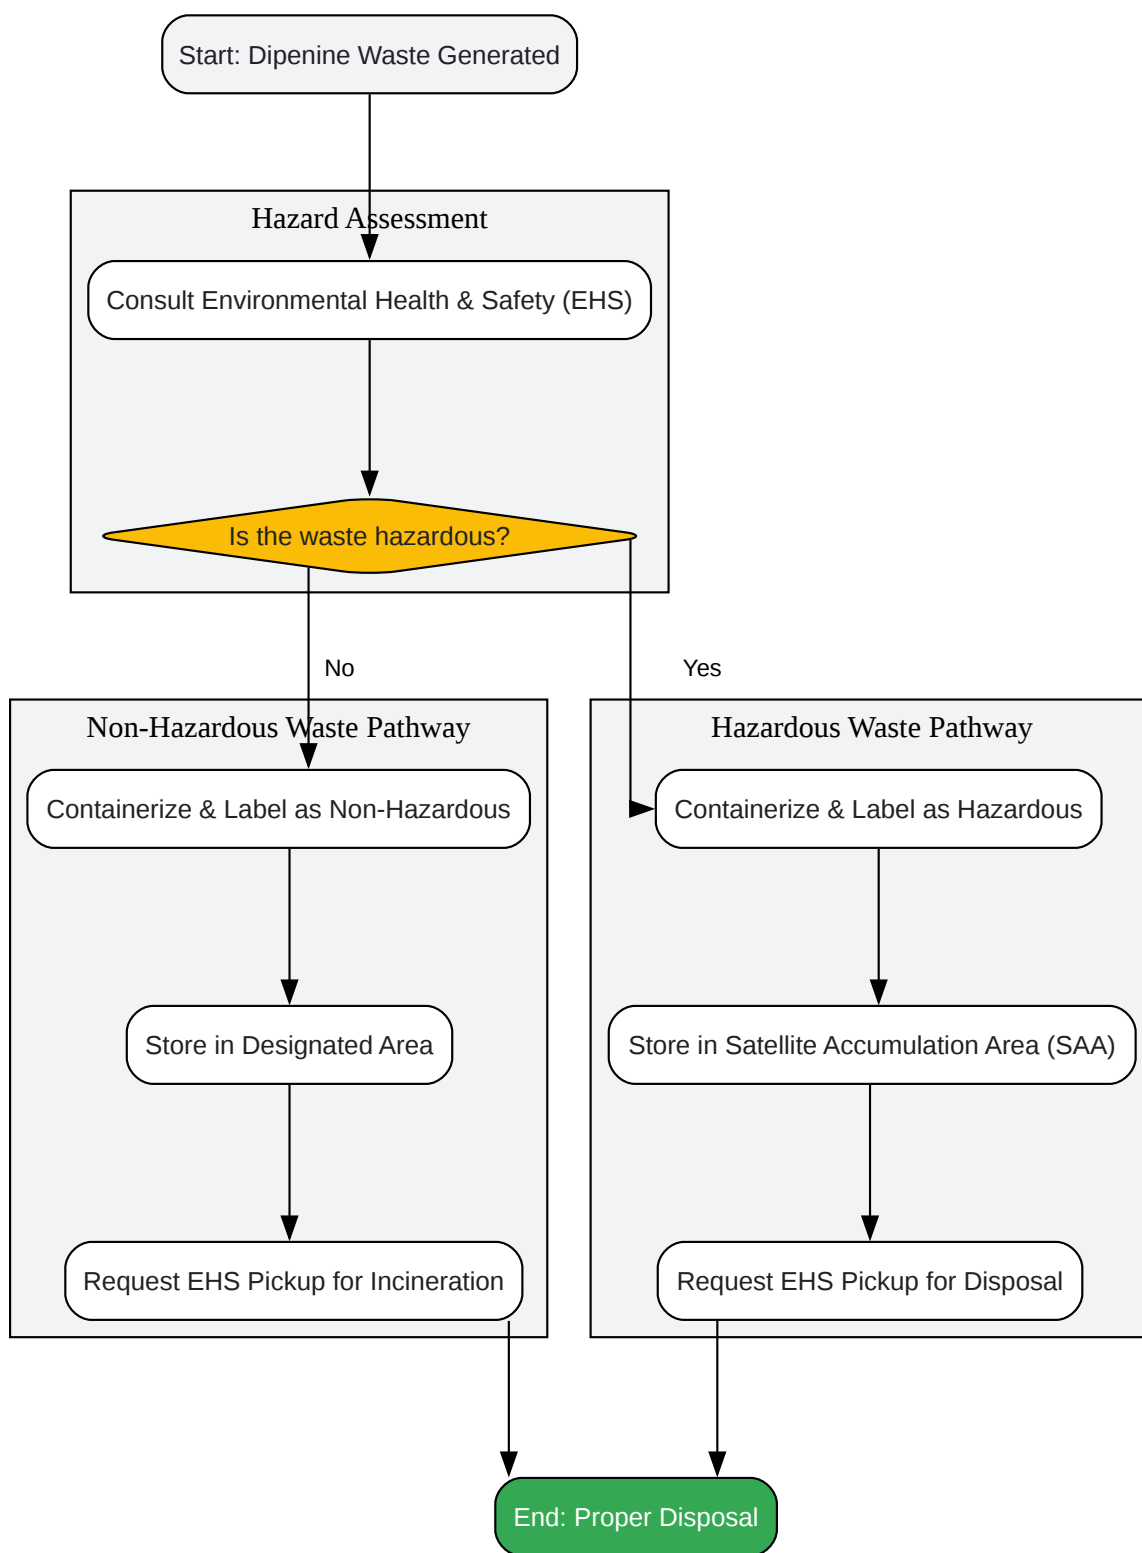 Start: Dipenine Waste Generated
Hazard Assessment
Consult Environmental Health & Safety (EHS)
Is the waste hazardous?
No
Yes
Non-Hazardous Waste Pathway
Containerize & Label as Non-Hazardous
Store in Designated Area
Request EHS Pickup for Incineration
Hazardous Waste Pathway
Containerize & Label as Hazardous
Store in Satellite Accumulation Area (SAA)
Request EHS Pickup for Disposal
End: Proper Disposal